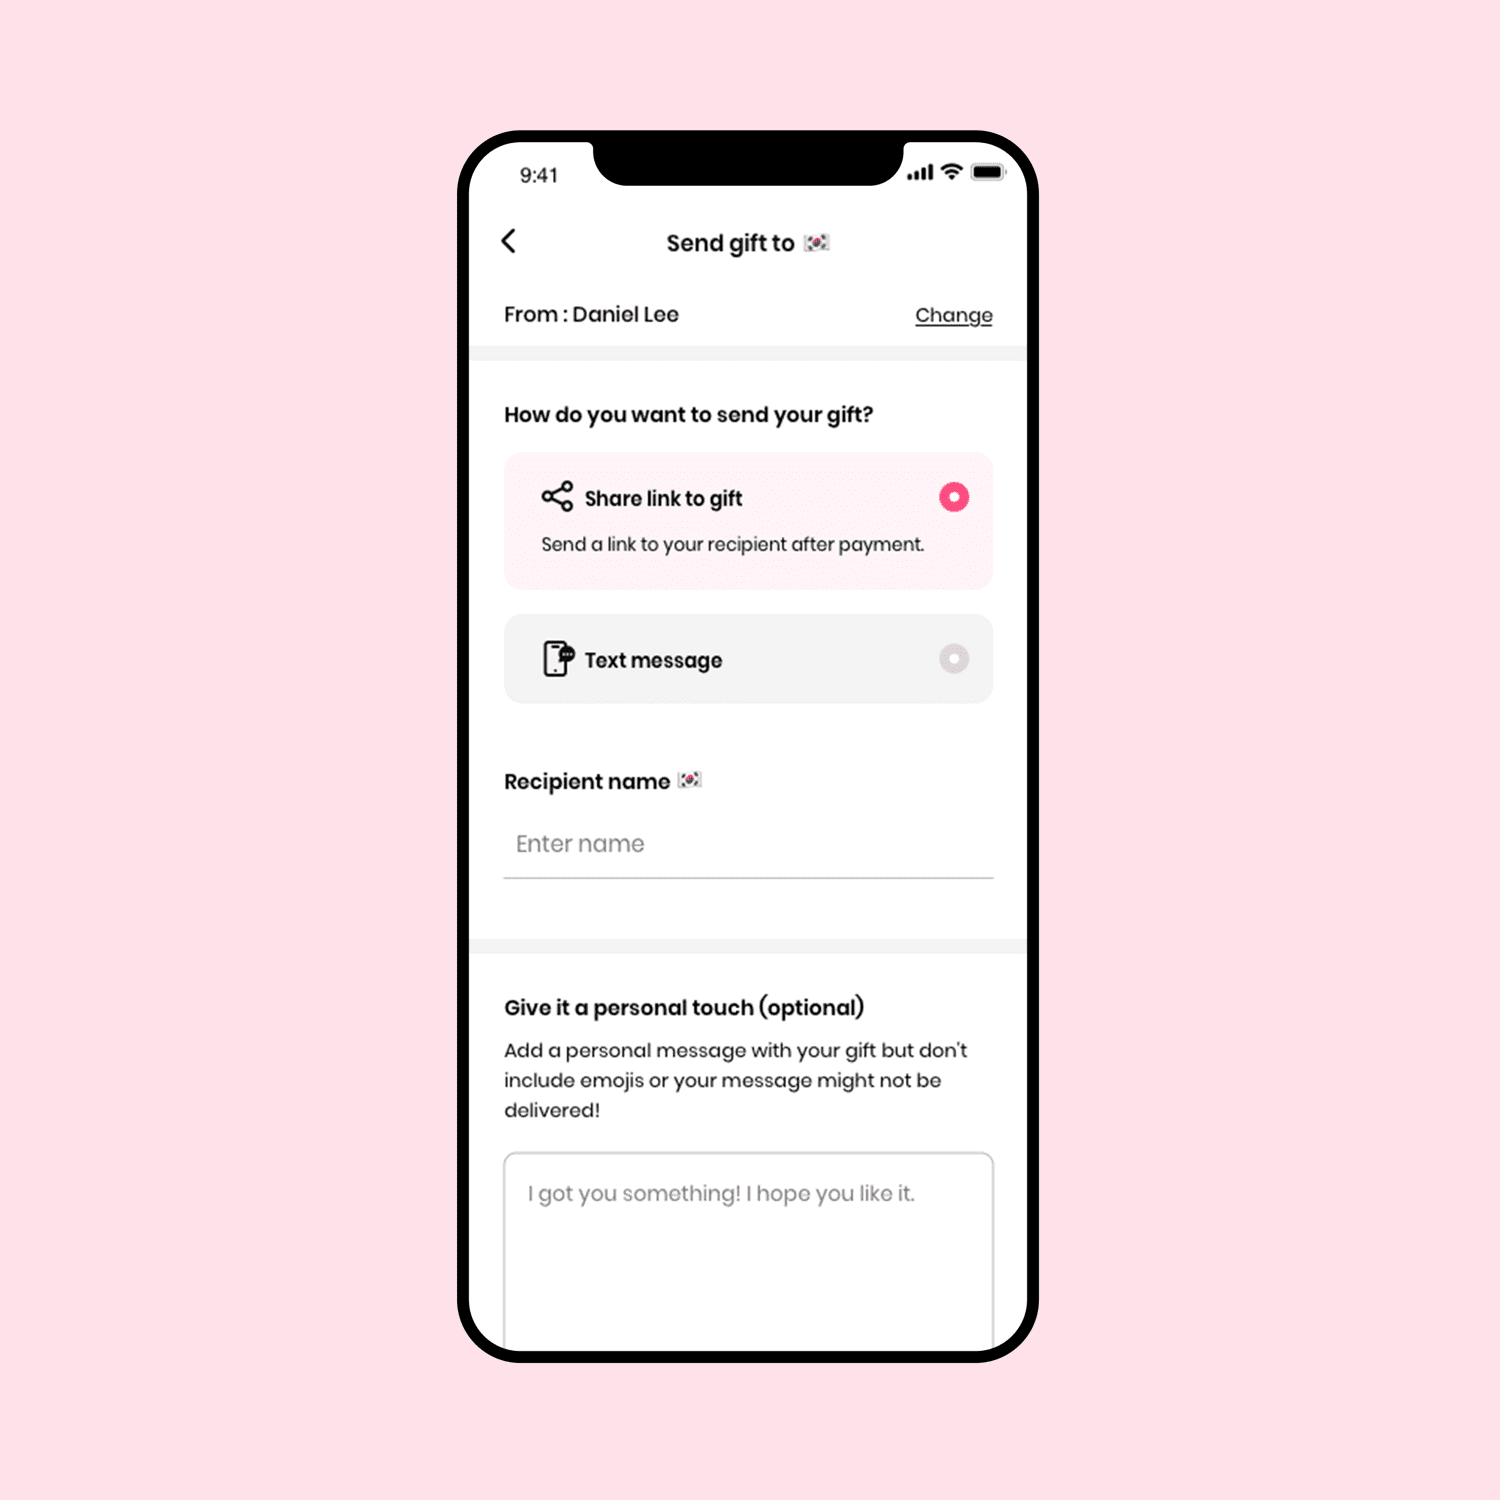 9:41
Send gift to 🇰🇷
From : Daniel Lee
Change
How do you want to send your gift?
Share link to gift
Send a link to your recipient after payment.
Text message
Recipient name 🇰🇷
Enter name
Give it a personal touch (optional)
Add a personal message with your gift but don't
include emojis or your message might not be
delivered!
I got you something! I hope you like it.